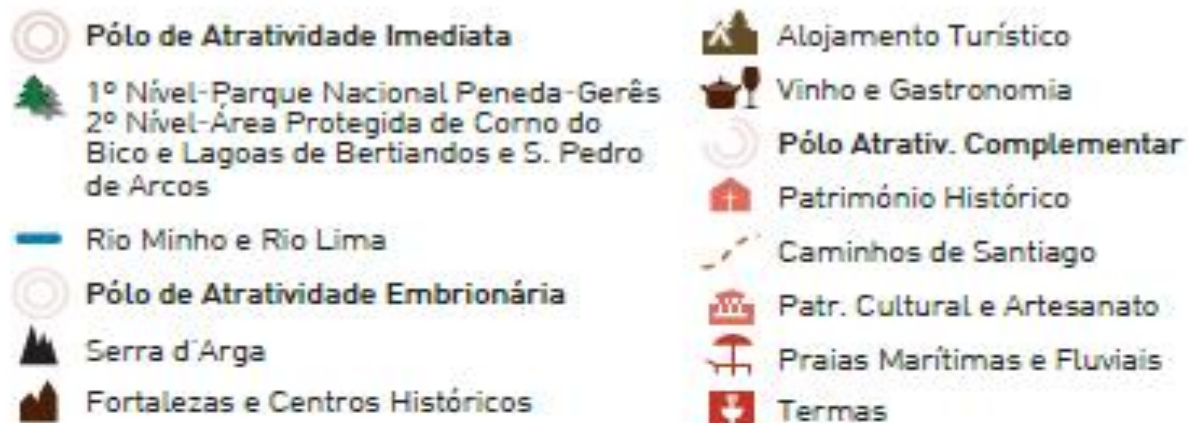 Pólo de Atratividade Imediata
1º Nível-Parque Nacional Peneda-Gerês
2º Nível-Área Protegida de Corno do
Bico e Lagoas de Bertiandos e S. Pedro
de Arcos
Rio Minho e Rio Lima
Pólo de Atratividade Embrionária
Serra d'Arga
Fortalezas e Centros Históricos
Alojamento Turístico
Vinho e Gastronomia
Pólo Atrativ. Complementar
Património Histórico
Caminhos de Santiago
Patr. Cultural e Artesanato
Praias Marítimas e Fluviais
Termas